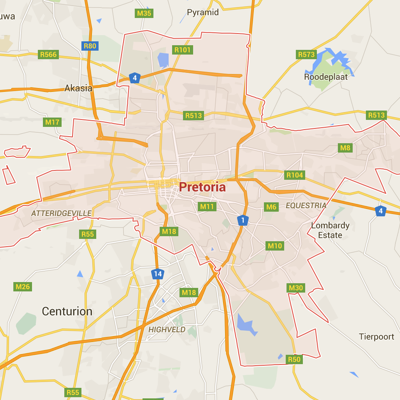 Pyramid
M35
uwa
R80
R101
R566
4
R573
Roodeplaat
Akasia
M17
R513
R513
M8
R104
Pretoria
M11
M6
EQUESTRIA
4
ATTERIDGEVILLE
1
R55
M18
Lombardy
Estate
M10
14
M26
M18
M30
Centurion
HIGHVELD
Tierpoort
R50
R55